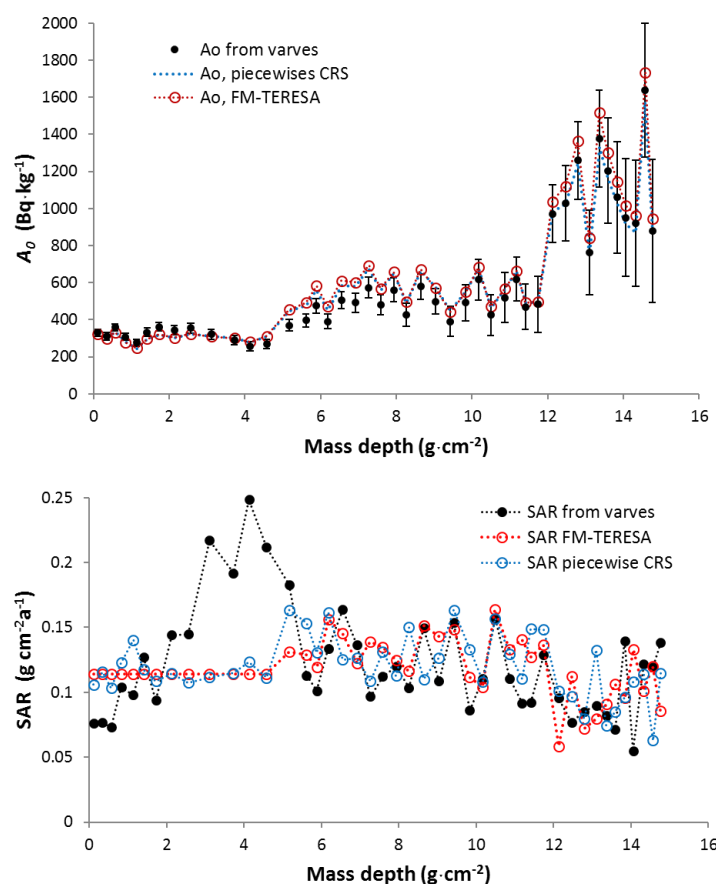 2000
1800
1600
1400
1200
1000
800
600
400
200
0
A₀ (Bq·kg⁻¹)
Ao from varves
Ao, piecewises CRS
Ao, FM-TERESA
0 2 4 6 8 10 12 14 16
Mass depth (g·cm⁻²)
0.25
0.2
0.15
0.1
0.05
0
SAR (g cm⁻²a⁻¹)
SAR from varves
SAR FM-TERESA
SAR piecewise CRS
0 2 4 6 8 10 12 14 16
Mass depth (g·cm⁻²)